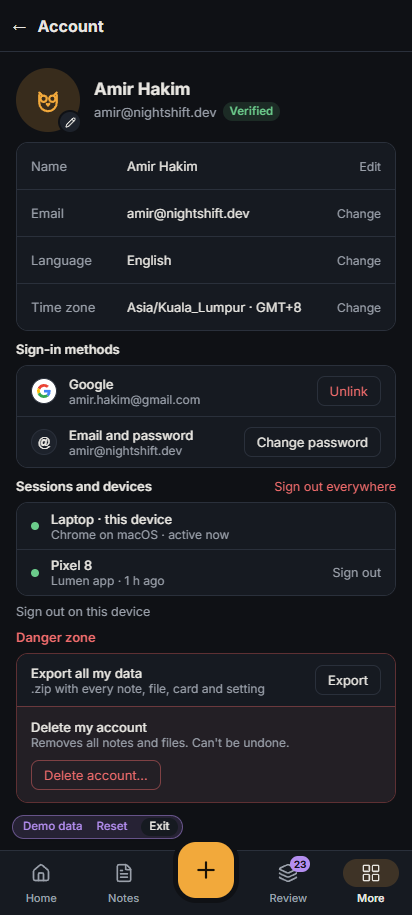 ← Account
Amir Hakim
amir@nightshift.dev Verified
Name Amir Hakim Edit
Email amir@nightshift.dev Change
Language English Change
Time zone Asia/Kuala_Lumpur · GMT+8 Change
Sign-in methods
Google
amir.hakim@gmail.com
Unlink
Email and password
amir@nightshift.dev
Change password
Sessions and devices Sign out everywhere
Laptop · this device
Chrome on macOS · active now
Pixel 8
Lumen app · 1 h ago
Sign out
Sign out on this device
Danger zone
Export all my data
.zip with every note, file, card and setting
Export
Delete my account
Removes all notes and files. Can't be undone.
Delete account...
Demo data Reset Exit
23
Home Notes + Review More